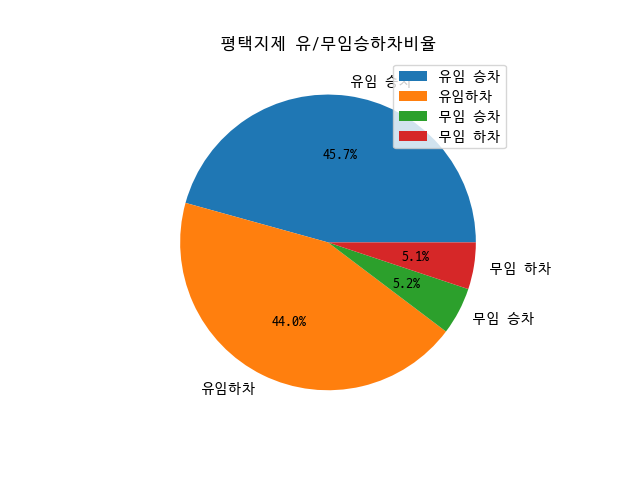 평택지제 유/무임승하차비율
유임 승차
유임 승차
유임하차
무임 승차
무임 하차
45.7%
44.0%
5.2%
5.1%
무임 하차
무임 승차
유임하차